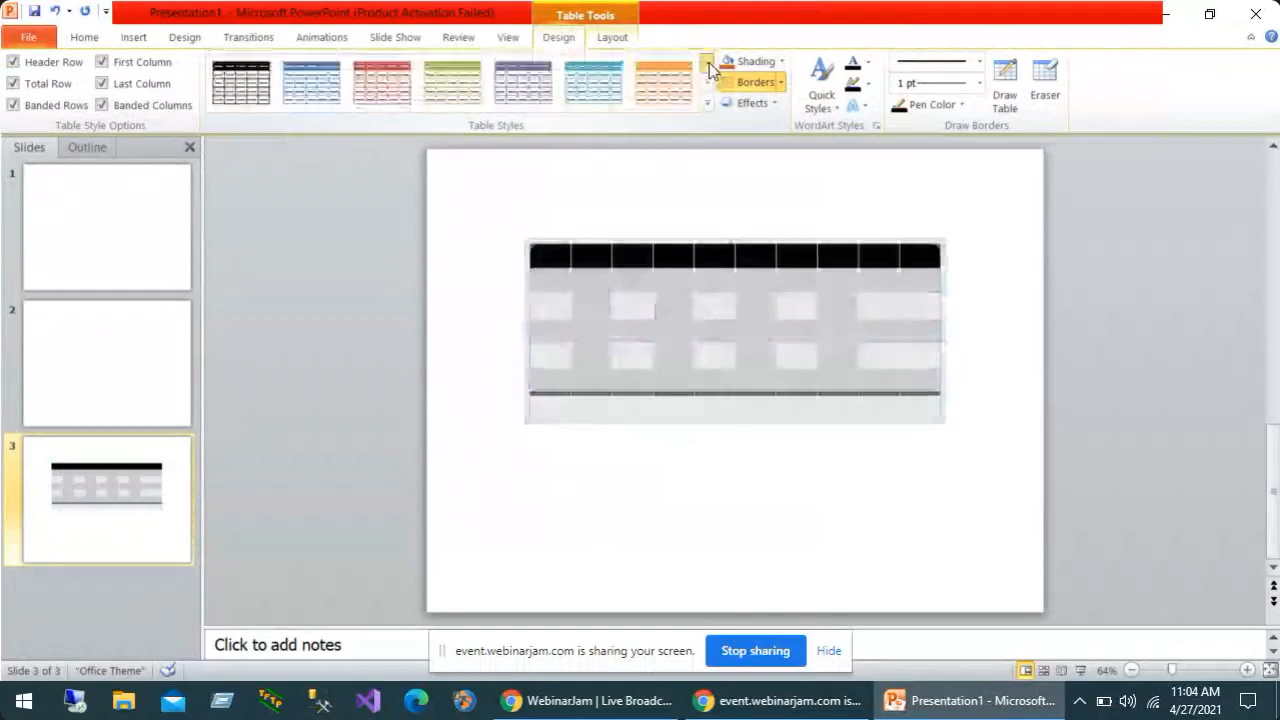 Presentation1 - Microsoft PowerPoint (Product Activation Failed)
Table Tools
File Home Insert Design Transitions Animations Slide Show Review View Design Layout
Header Row First Column
Total Row Last Column
Banded Rows Banded Columns
Table Style Options
Table Styles
Shading
Borders
Effects
Quick
Styles
WordArt Styles
1 pt
Pen Color
Draw
Table
Eraser
Draw Borders
Slides Outline
1
2
3
Click to add notes
event.webinarjam.com is sharing your screen. Stop sharing Hide
Slide 3 of 3 "Office Theme" 64%
WebinarJam | Live Broadc... event.webinarjam.com is... Presentation1 - Microsoft...
11:04 AM
4/27/2021